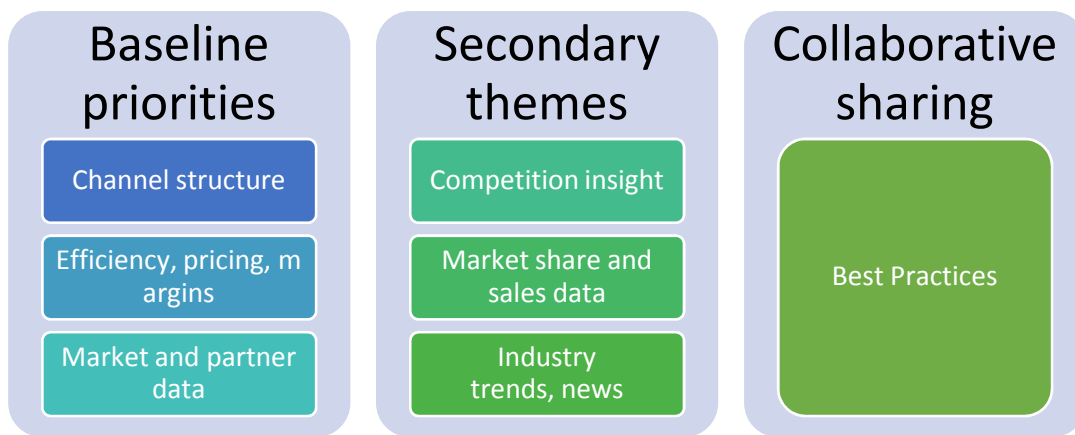 Baseline
priorities
Channel structure
Efficiency, pricing, m
argins
Market and partner
data
Secondary
themes
Competition insight
Market share and
sales data
Industry
trends, news
Collaborative
sharing
Best Practices